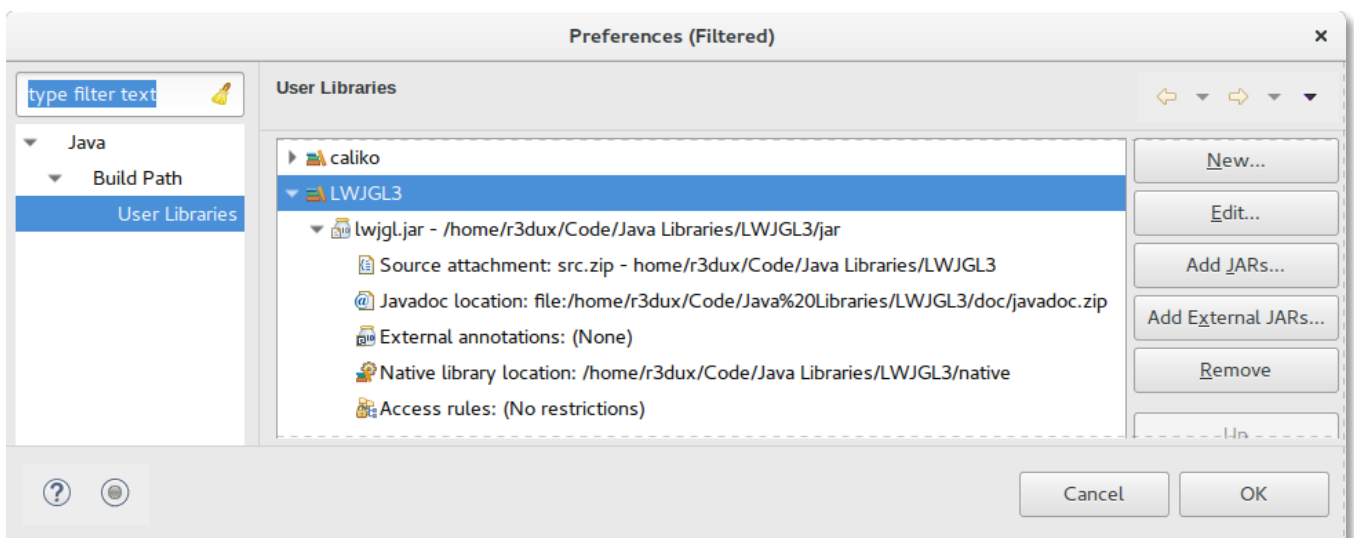 Preferences (Filtered)
type filter text
User Libraries
Java
Build Path
User Libraries
caliko
LWJGL3
lwjgl.jar - /home/r3dux/Code/Java Libraries/LWJGL3/jar
Source attachment: src.zip - home/r3dux/Code/Java Libraries/LWJGL3
Javadoc location: file:/home/r3dux/Code/Java%20Libraries/LWJGL3/doc/javadoc.zip
External annotations: (None)
Native library location: /home/r3dux/Code/Java Libraries/LWJGL3/native
Access rules: (No restrictions)
New...
Edit...
Add JARs...
Add External JARs...
Remove
Up
Cancel
OK